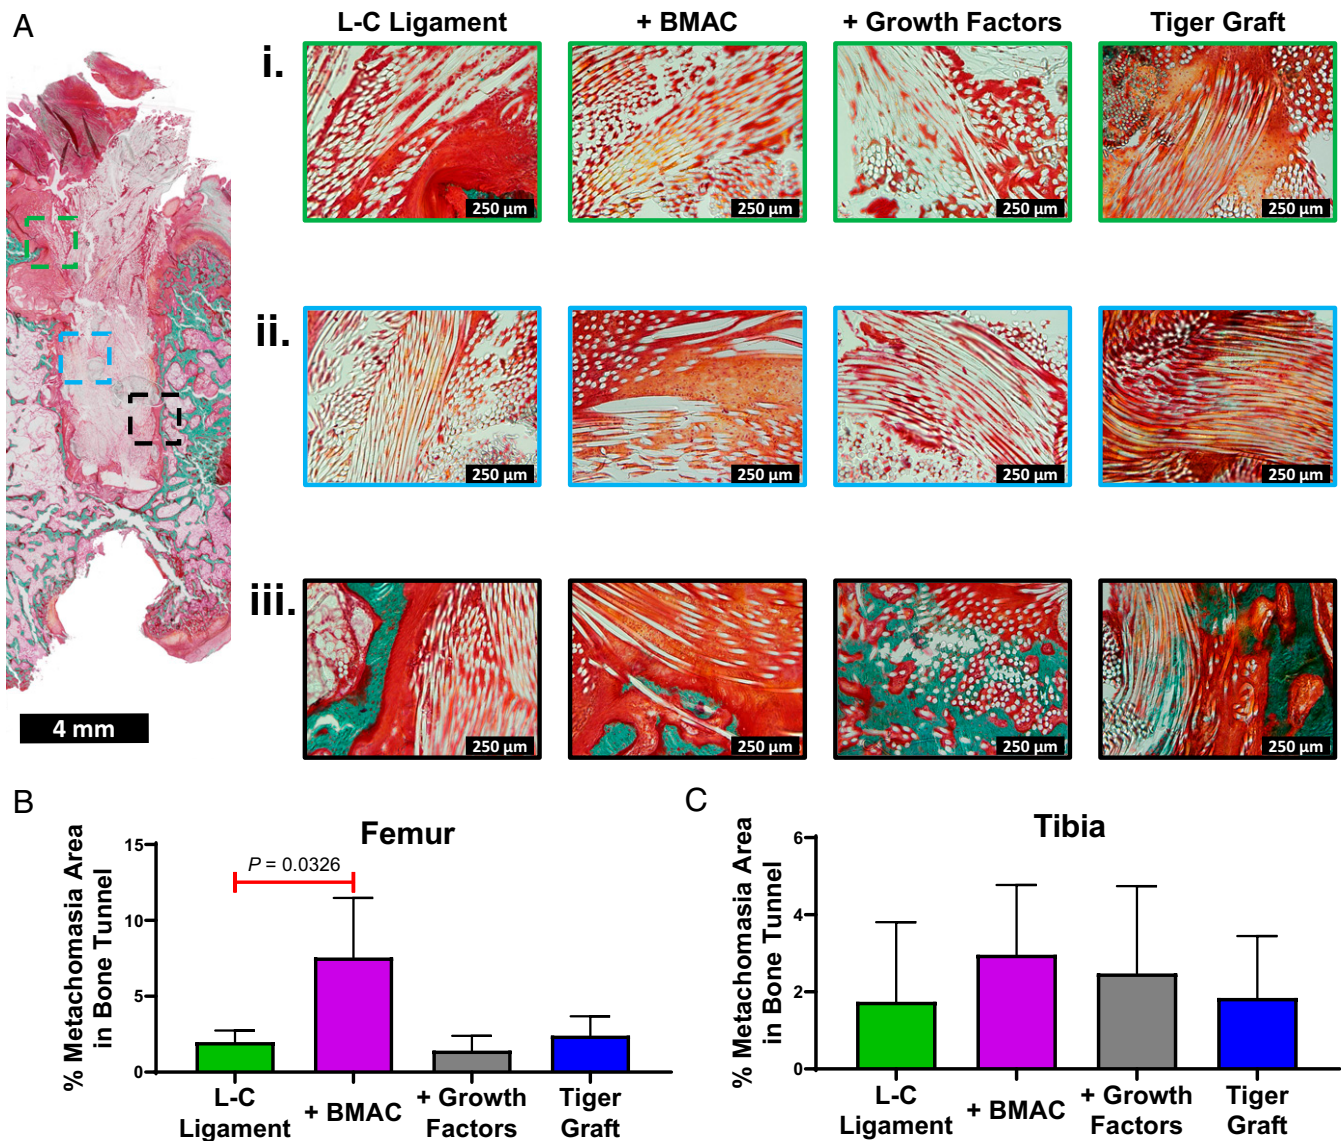 A
L-C Ligament
+ BMAC
+ Growth Factors
Tiger Graft
i.
250 µm
250 µm
250 µm
250 µm
ii.
250 µm
250 µm
250 µm
250 µm
iii.
250 µm
250 µm
250 µm
250 µm
4 mm
B
Femur
% Metachomasia Area
in Bone Tunnel
15
10
5
0
P = 0.0326
L-C
Ligament
+ BMAC
+ Growth
Factors
Tiger
Graft
C
Tibia
% Metachomasia Area
in Bone Tunnel
6
4
2
0
L-C
Ligament
+ BMAC
+ Growth
Factors
Tiger
Graft